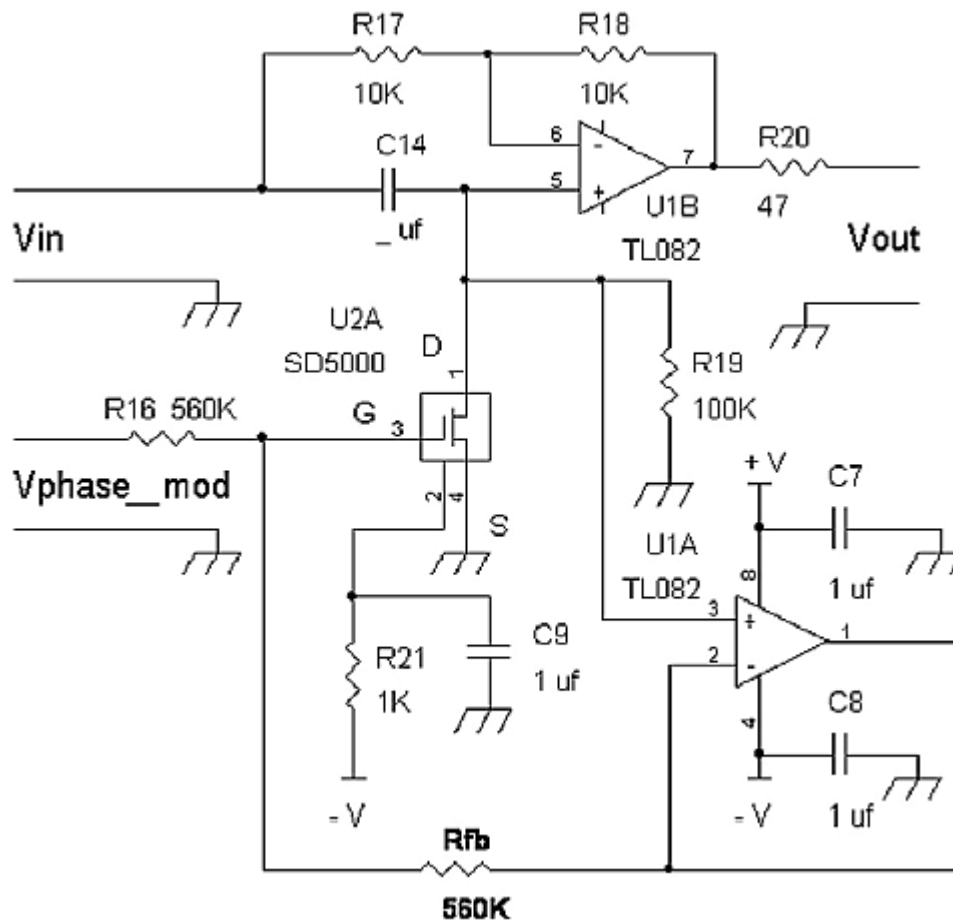 R17
R18
10K
10K
C14
6
-
5
+
7
R20
_ uf
U1B
47
TL082
Vin
Vout
U2A
SD5000
D
1
R19
100K
R16 560K
G
3
Vphase_mod
2
4
S
+ V
C7
U1A
TL082
8
1 uf
3
+
1
2
-
C9
R21
1 uf
1K
4
C8
- V
- V
1 uf
Rfb
560K